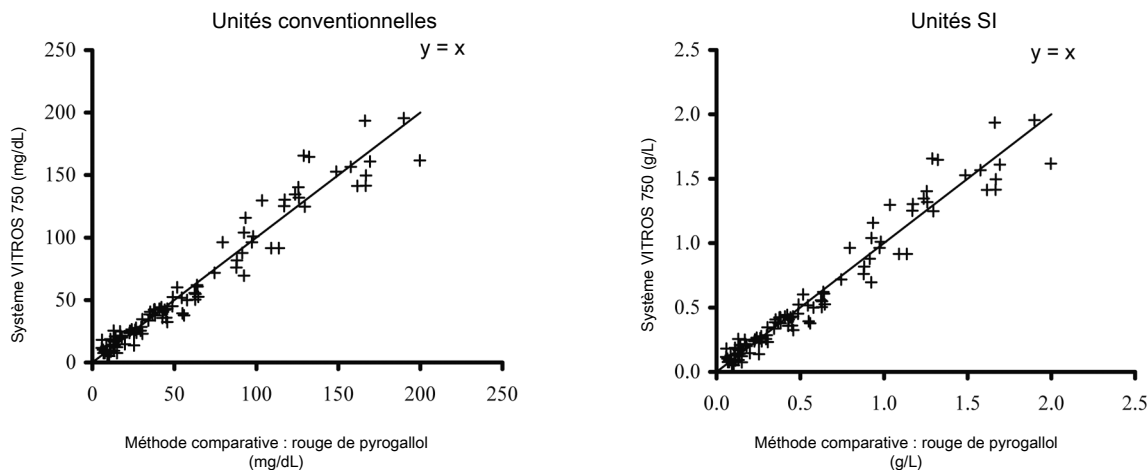 Unités conventionnelles
y = x
250
200
150
100
50
0
Système VITROS 750 (mg/dL)
0 50 100 150 200 250
Méthode comparative : rouge de pyrogallol
(mg/dL)
Unités SI
y = x
2.5
2.0
1.5
1.0
0.5
0.0
Système VITROS 750 (g/L)
0.0 0.5 1.0 1.5 2.0 2.5
Méthode comparative : rouge de pyrogallol
(g/L)